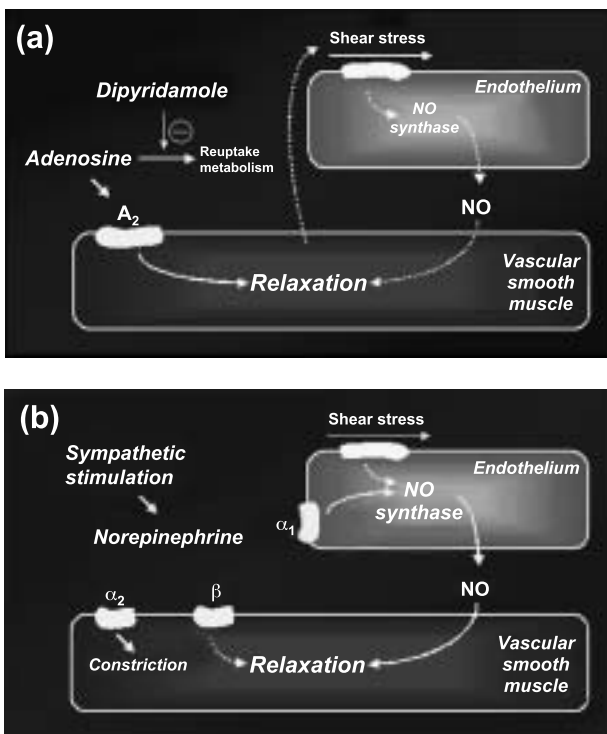 (a)
Shear stress
Dipyridamole
Endothelium
NO
synthase
Adenosine
Reuptake
metabolism
A2
NO
Relaxation
Vascular
smooth
muscle
(b)
Shear stress
Sympathetic
stimulation
Endothelium
NO
synthase
α1
Norepinephrine
α2
β
NO
Constriction
Relaxation
Vascular
smooth
muscle